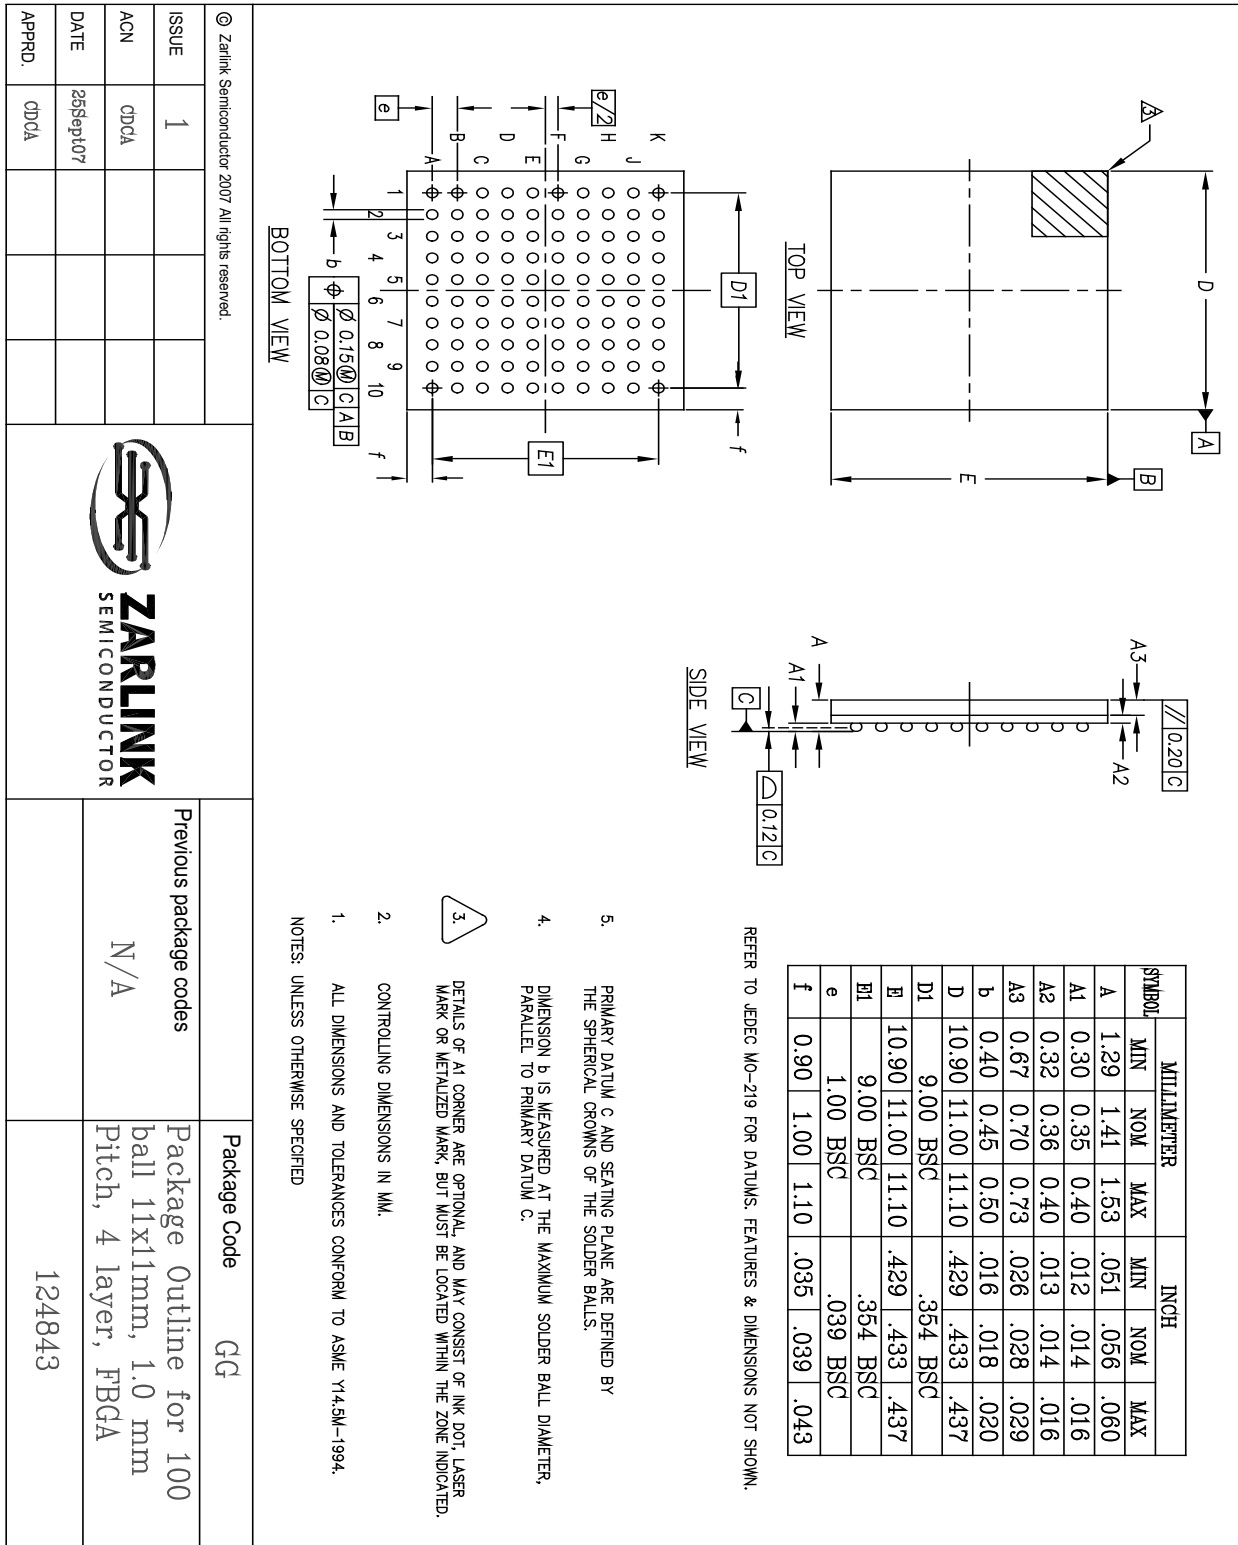 TOP VIEW
3
D
A
E
B
BOTTOM VIEW
e
e/2
K
J
H
G
F
E
D
C
B
A
1
2
3
4
5
6
7
8
9
10
D1
E1
f
f
b
Ø 0.15 Ⓜ C A B
Ø 0.08 Ⓜ C
SIDE VIEW
A3
A1
A
A2
C
// 0.20 C
0.12 C
SYMBOL MILLIMETER INCH
MIN NOM MAX MIN NOM MAX
A 1.29 1.41 1.53 .051 .056 .060
A1 0.30 0.35 0.40 .012 .014 .016
A2 0.32 0.36 0.40 .013 .014 .016
A3 0.67 0.70 0.73 .026 .028 .029
b 0.40 0.45 0.50 .016 .018 .020
D 10.90 11.00 11.10 .429 .433 .437
D1 9.00 BSC .354 BSC
E 10.90 11.00 11.10 .429 .433 .437
E1 9.00 BSC .354 BSC
e 1.00 BSC .039 BSC
f 0.90 1.00 1.10 .035 .039 .043
REFER TO JEDEC MO-219 FOR DATUMS. FEATURES & DIMENSIONS NOT SHOWN.
5. PRIMARY DATUM C AND SEATING PLANE ARE DEFINED BY
THE SPHERICAL CROWNS OF THE SOLDER BALLS.
4. DIMENSION b IS MEASURED AT THE MAXIMUM SOLDER BALL DIAMETER,
PARALLEL TO PRIMARY DATUM C.
3. DETAILS OF A1 CORNER ARE OPTIONAL, AND MAY CONSIST OF INK DOT, LASER
MARK OR METALIZED MARK, BUT MUST BE LOCATED WITHIN THE ZONE INDICATED.
2. CONTROLLING DIMENSIONS IN MM.
1. ALL DIMENSIONS AND TOLERANCES CONFORM TO ASME Y14.5M-1994.
NOTES: UNLESS OTHERWISE SPECIFIED
© Zarlink Semiconductor 2007 All rights reserved.
ISSUE 1
ACN CDCA
DATE 25Sept07
APPRD. CDCA
ZARLINK
SEMICONDUCTOR
Previous package codes
N/A
Package Code GG
Package Outline for 100
ball 11x11mm, 1.0 mm
Pitch, 4 layer, FBGA
124843